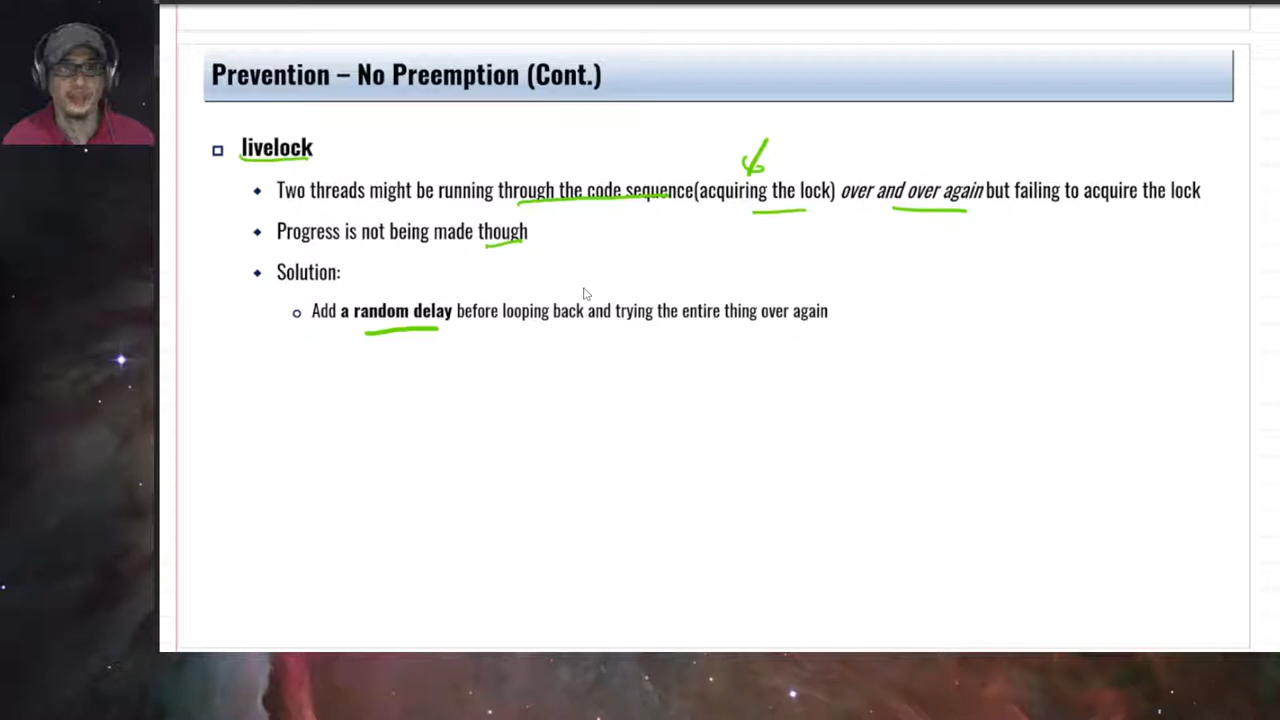 Prevention – No Preemption (Cont.)
livelock
Two threads might be running through the code sequence(acquiring the lock) over and over again but failing to acquire the lock
Progress is not being made though
Solution:
Add a random delay before looping back and trying the entire thing over again